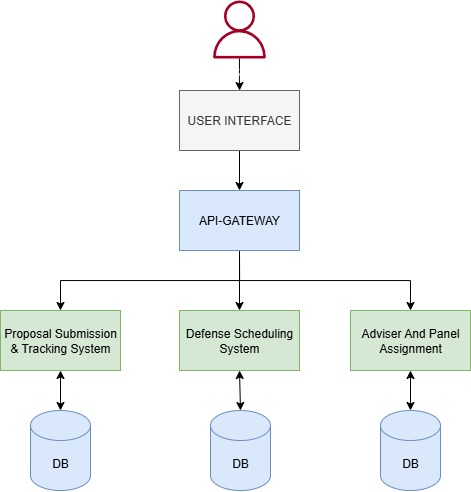 USER INTERFACE
API-GATEWAY
Proposal Submission
& Tracking System
Defense Scheduling
System
Adviser And Panel
Assignment
DB
DB
DB